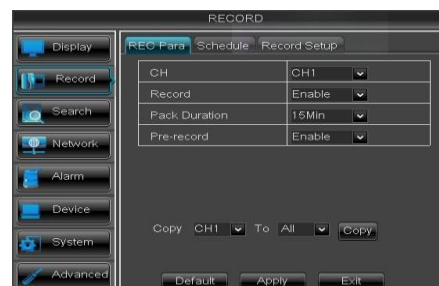 RECORD
Display
Record
Search
Network
Alarm
Device
System
Advanced
REC Para Schedule Record Setup
CH CH1
Record Enable
Pack Duration 15Min
Pre-record Enable
Copy CH1 To All Copy
Default Apply Exit